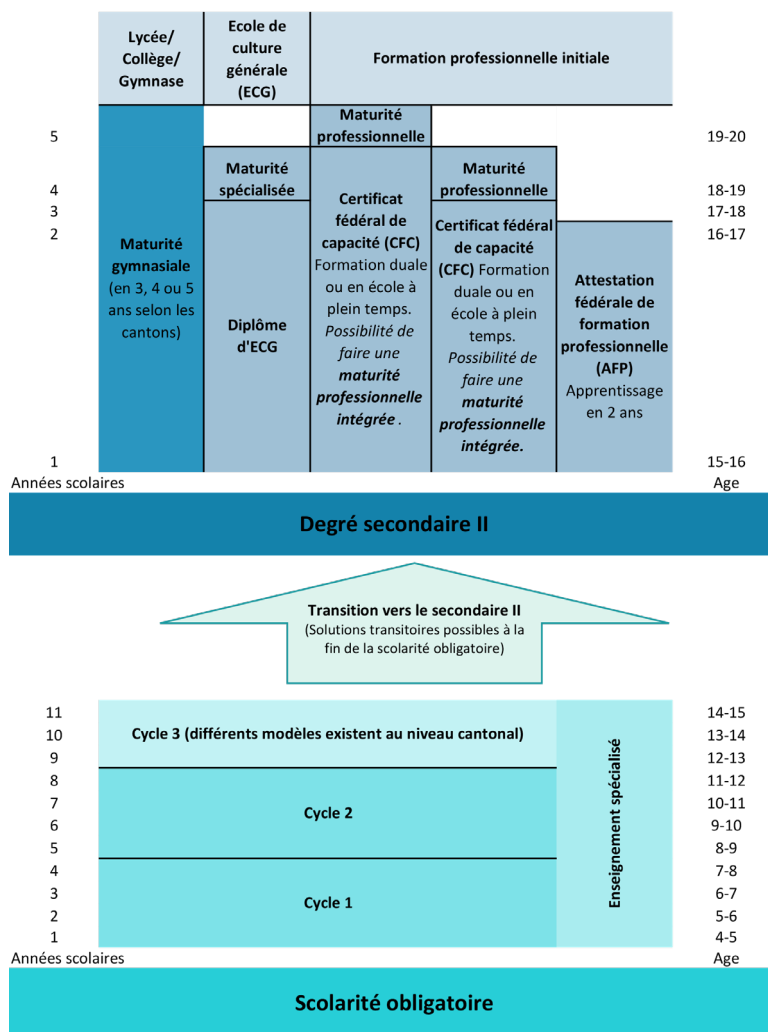 Lycée/
Collège/
Gymnase
Ecole de
culture
générale
(ECG)
Formation professionnelle initiale
5
4
3
2
1
Années scolaires
Maturité
gymnasiale
(en 3, 4 ou 5
ans selon les
cantons)
Maturité
spécialisée
Diplôme
d'ECG
Maturité
professionnelle
Certificat
fédéral de
capacité (CFC)
Formation duale
ou en école à
plein temps.
Possibilité de
faire une
maturité
professionnelle
intégrée .
Maturité
professionnelle
Certificat fédéral
de capacité
(CFC) Formation
duale ou en
école à plein
temps.
Possibilité de
faire une
maturité
professionnelle
intégrée.
Attestation
fédérale de
formation
professionnelle
(AFP)
Apprentissage
en 2 ans
19-20
18-19
17-18
16-17
15-16
Age
Degré secondaire II
Transition vers le secondaire II
(Solutions transitoires possibles à la
fin de la scolarité obligatoire)
11
10
9
8
7
6
5
4
3
2
1
Années scolaires
Cycle 3 (différents modèles existent au niveau cantonal)
Cycle 2
Cycle 1
Enseignement spécialisé
14-15
13-14
12-13
11-12
10-11
9-10
8-9
7-8
6-7
5-6
4-5
Age
Scolarité obligatoire